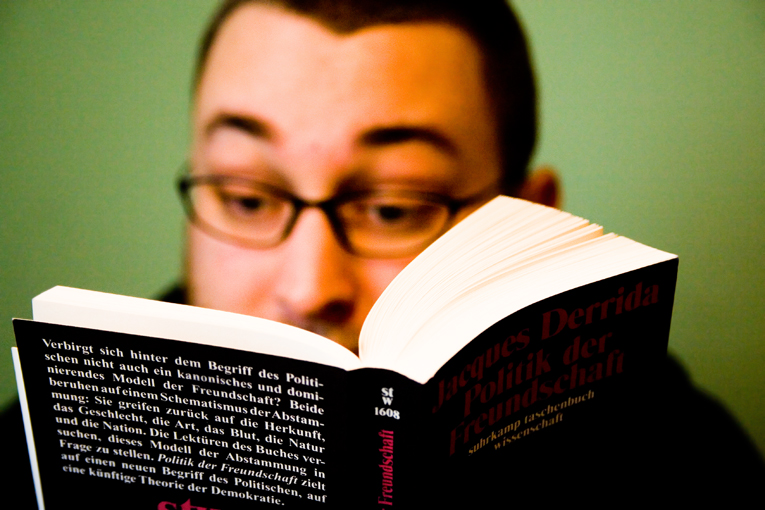 Verbirgt sich hinter dem Begriff des Politi-
schen nicht auch ein kanonisches und domi-
nierendes Modell der Freundschaft? Beide
beruhen auf einem Schematismus der Abstam-
mung: Sie greifen zurück auf die Herkunft,
das Geschlecht, die Art, das Blut, die Natur
und die Nation. Die Lektüren des Buches ver-
suchen, dieses Modell der Abstammung in
Frage zu stellen. Politik der Freundschaft zielt
auf einen neuen Begriff des Politischen, auf
eine künftige Theorie der Demokratie.
st
w
1608
Freundschaft
Jacques Derrida
Politik der
Freundschaft
suhrkamp taschenbuch
wissenschaft